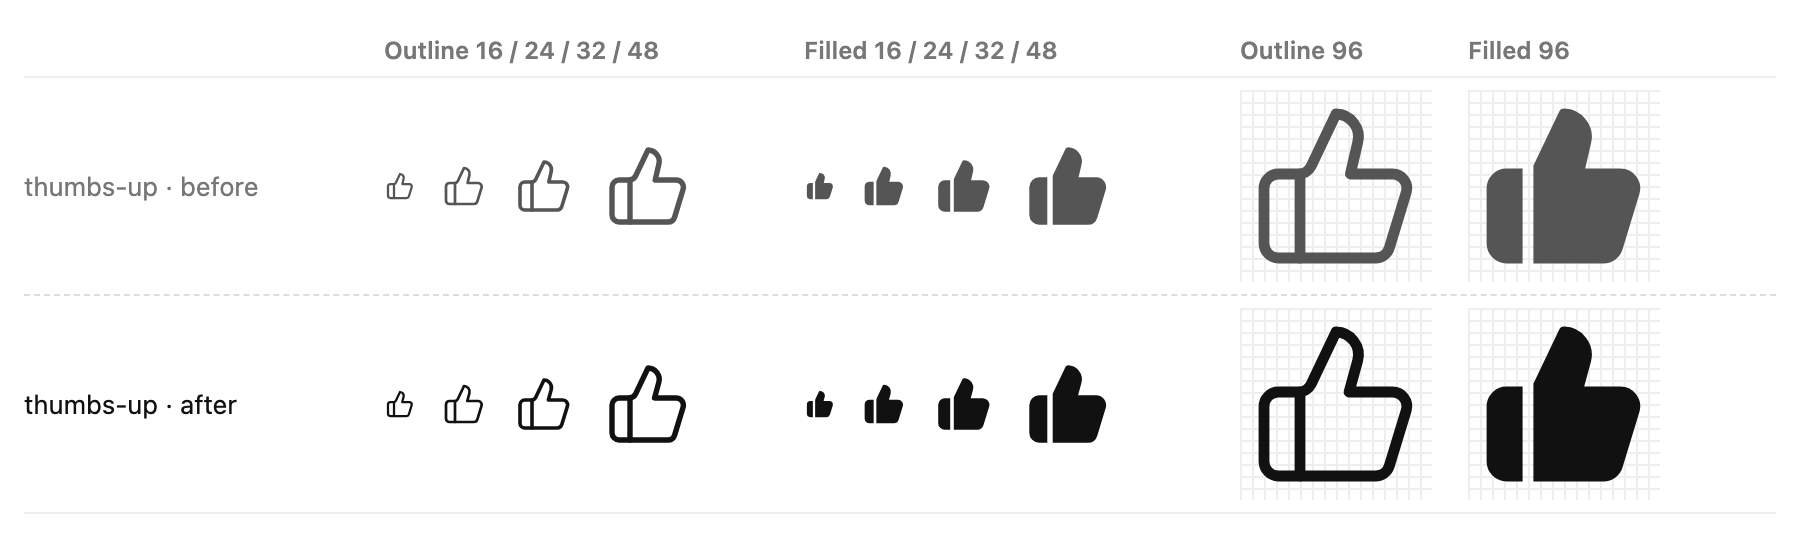 Outline 16 / 24 / 32 / 48 Filled 16 / 24 / 32 / 48 Outline 96 Filled 96
thumbs-up · before
thumbs-up · after